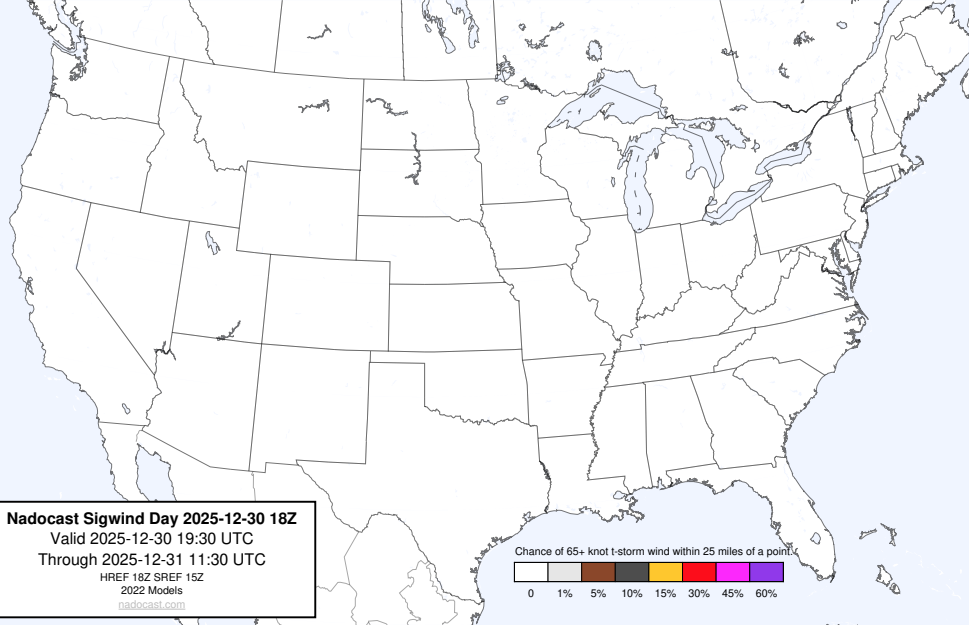 Nadocast Sigwind Day 2025-12-30 18Z
Valid 2025-12-30 19:30 UTC
Through 2025-12-31 11:30 UTC
HREF 18Z SREF 15Z
2022 Models
nadocast.com
Chance of 65+ knot t-storm wind within 25 miles of a point.
0 1% 5% 10% 15% 30% 45% 60%